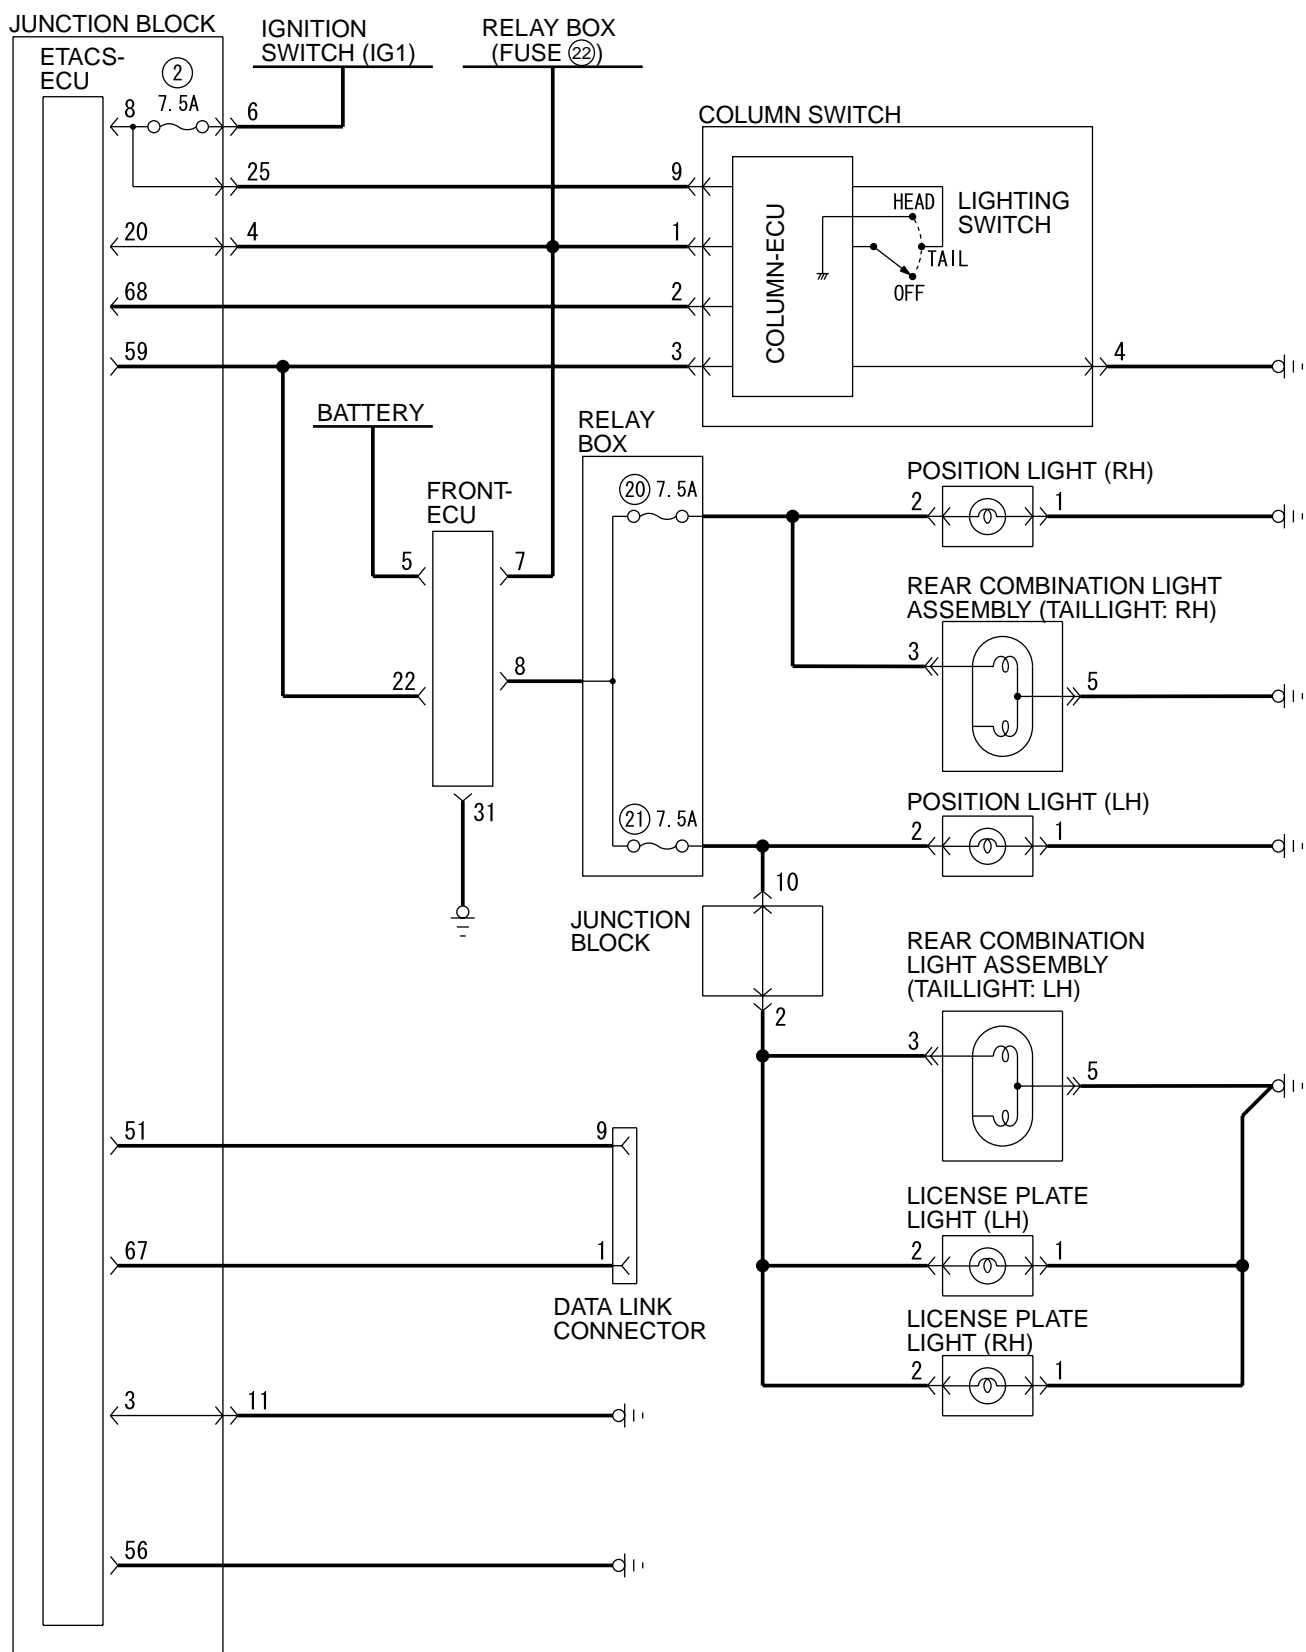 JUNCTION BLOCK
IGNITION
SWITCH (IG1)
RELAY BOX
(FUSE 22)
ETACS-
ECU
2
7.5A
8
6
COLUMN SWITCH
25
9
HEAD
LIGHTING
SWITCH
20
4
1
TAIL
COLUMN-ECU
OFF
68
2
59
3
4
BATTERY
RELAY
BOX
POSITION LIGHT (RH)
FRONT-
ECU
20 7.5A
2
1
5
7
REAR COMBINATION LIGHT
ASSEMBLY (TAILLIGHT: RH)
3
22
8
5
31
21 7.5A
POSITION LIGHT (LH)
2
1
10
JUNCTION
BLOCK
REAR COMBINATION
LIGHT ASSEMBLY
(TAILLIGHT: LH)
2
3
5
51
9
LICENSE PLATE
LIGHT (LH)
67
1
2
1
DATA LINK
CONNECTOR
LICENSE PLATE
LIGHT (RH)
2
1
3
11
56